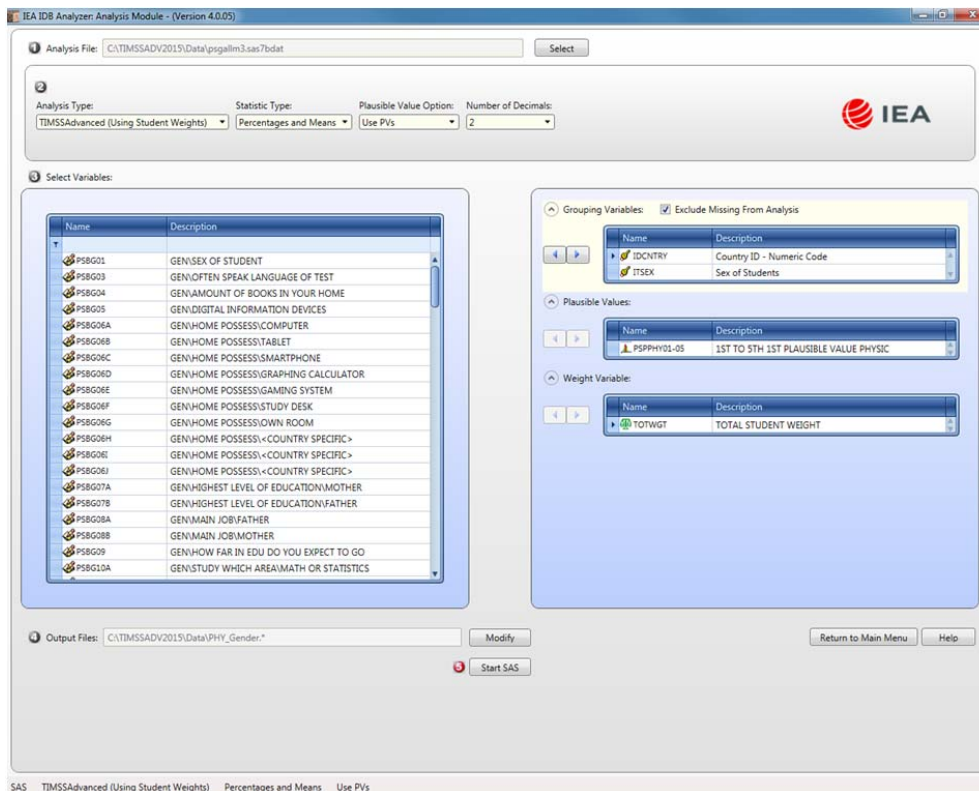 IEA IDB Analyzer: Analysis Module - (Version 4.0.05)
1 Analysis File: C:\TIMSSADV2015\Data\psgallm3.sas7bdat Select
2
Analysis Type: Statistic Type: Plausible Value Option: Number of Decimals:
TIMSSAdvanced (Using Student Weights) Percentages and Means Use PVs 2
IEA
3 Select Variables:
Name Description
PSBG01 GEN\SEX OF STUDENT
PSBG03 GEN\OFTEN SPEAK LANGUAGE OF TEST
PSBG04 GEN\AMOUNT OF BOOKS IN YOUR HOME
PSBG05 GEN\DIGITAL INFORMATION DEVICES
PSBG06A GEN\HOME POSSESS\COMPUTER
PSBG06B GEN\HOME POSSESS\TABLET
PSBG06C GEN\HOME POSSESS\SMARTPHONE
PSBG06D GEN\HOME POSSESS\GRAPHING CALCULATOR
PSBG06E GEN\HOME POSSESS\GAMING SYSTEM
PSBG06F GEN\HOME POSSESS\STUDY DESK
PSBG06G GEN\HOME POSSESS\OWN ROOM
PSBG06H GEN\HOME POSSESS\<COUNTRY SPECIFIC>
PSBG06I GEN\HOME POSSESS\<COUNTRY SPECIFIC>
PSBG06J GEN\HOME POSSESS\<COUNTRY SPECIFIC>
PSBG07A GEN\HIGHEST LEVEL OF EDUCATION\MOTHER
PSBG07B GEN\HIGHEST LEVEL OF EDUCATION\FATHER
PSBG08A GEN\MAIN JOB\FATHER
PSBG08B GEN\MAIN JOB\MOTHER
PSBG09 GEN\HOW FAR IN EDU DO YOU EXPECT TO GO
PSBG10A GEN\STUDY WHICH AREA\MATH OR STATISTICS
Grouping Variables: Exclude Missing From Analysis
Name Description
IDCNTRY Country ID - Numeric Code
ITSEX Sex of Students
Plausible Values:
Name Description
PSPPHY01-05 1ST TO 5TH 1ST PLAUSIBLE VALUE PHYSIC
Weight Variable:
Name Description
TOTWGT TOTAL STUDENT WEIGHT
4 Output Files: C:\TIMSSADV2015\Data\PHY_Gender.* Modify Return to Main Menu Help
5 Start SAS
SAS TIMSSAdvanced (Using Student Weights) Percentages and Means Use PVs